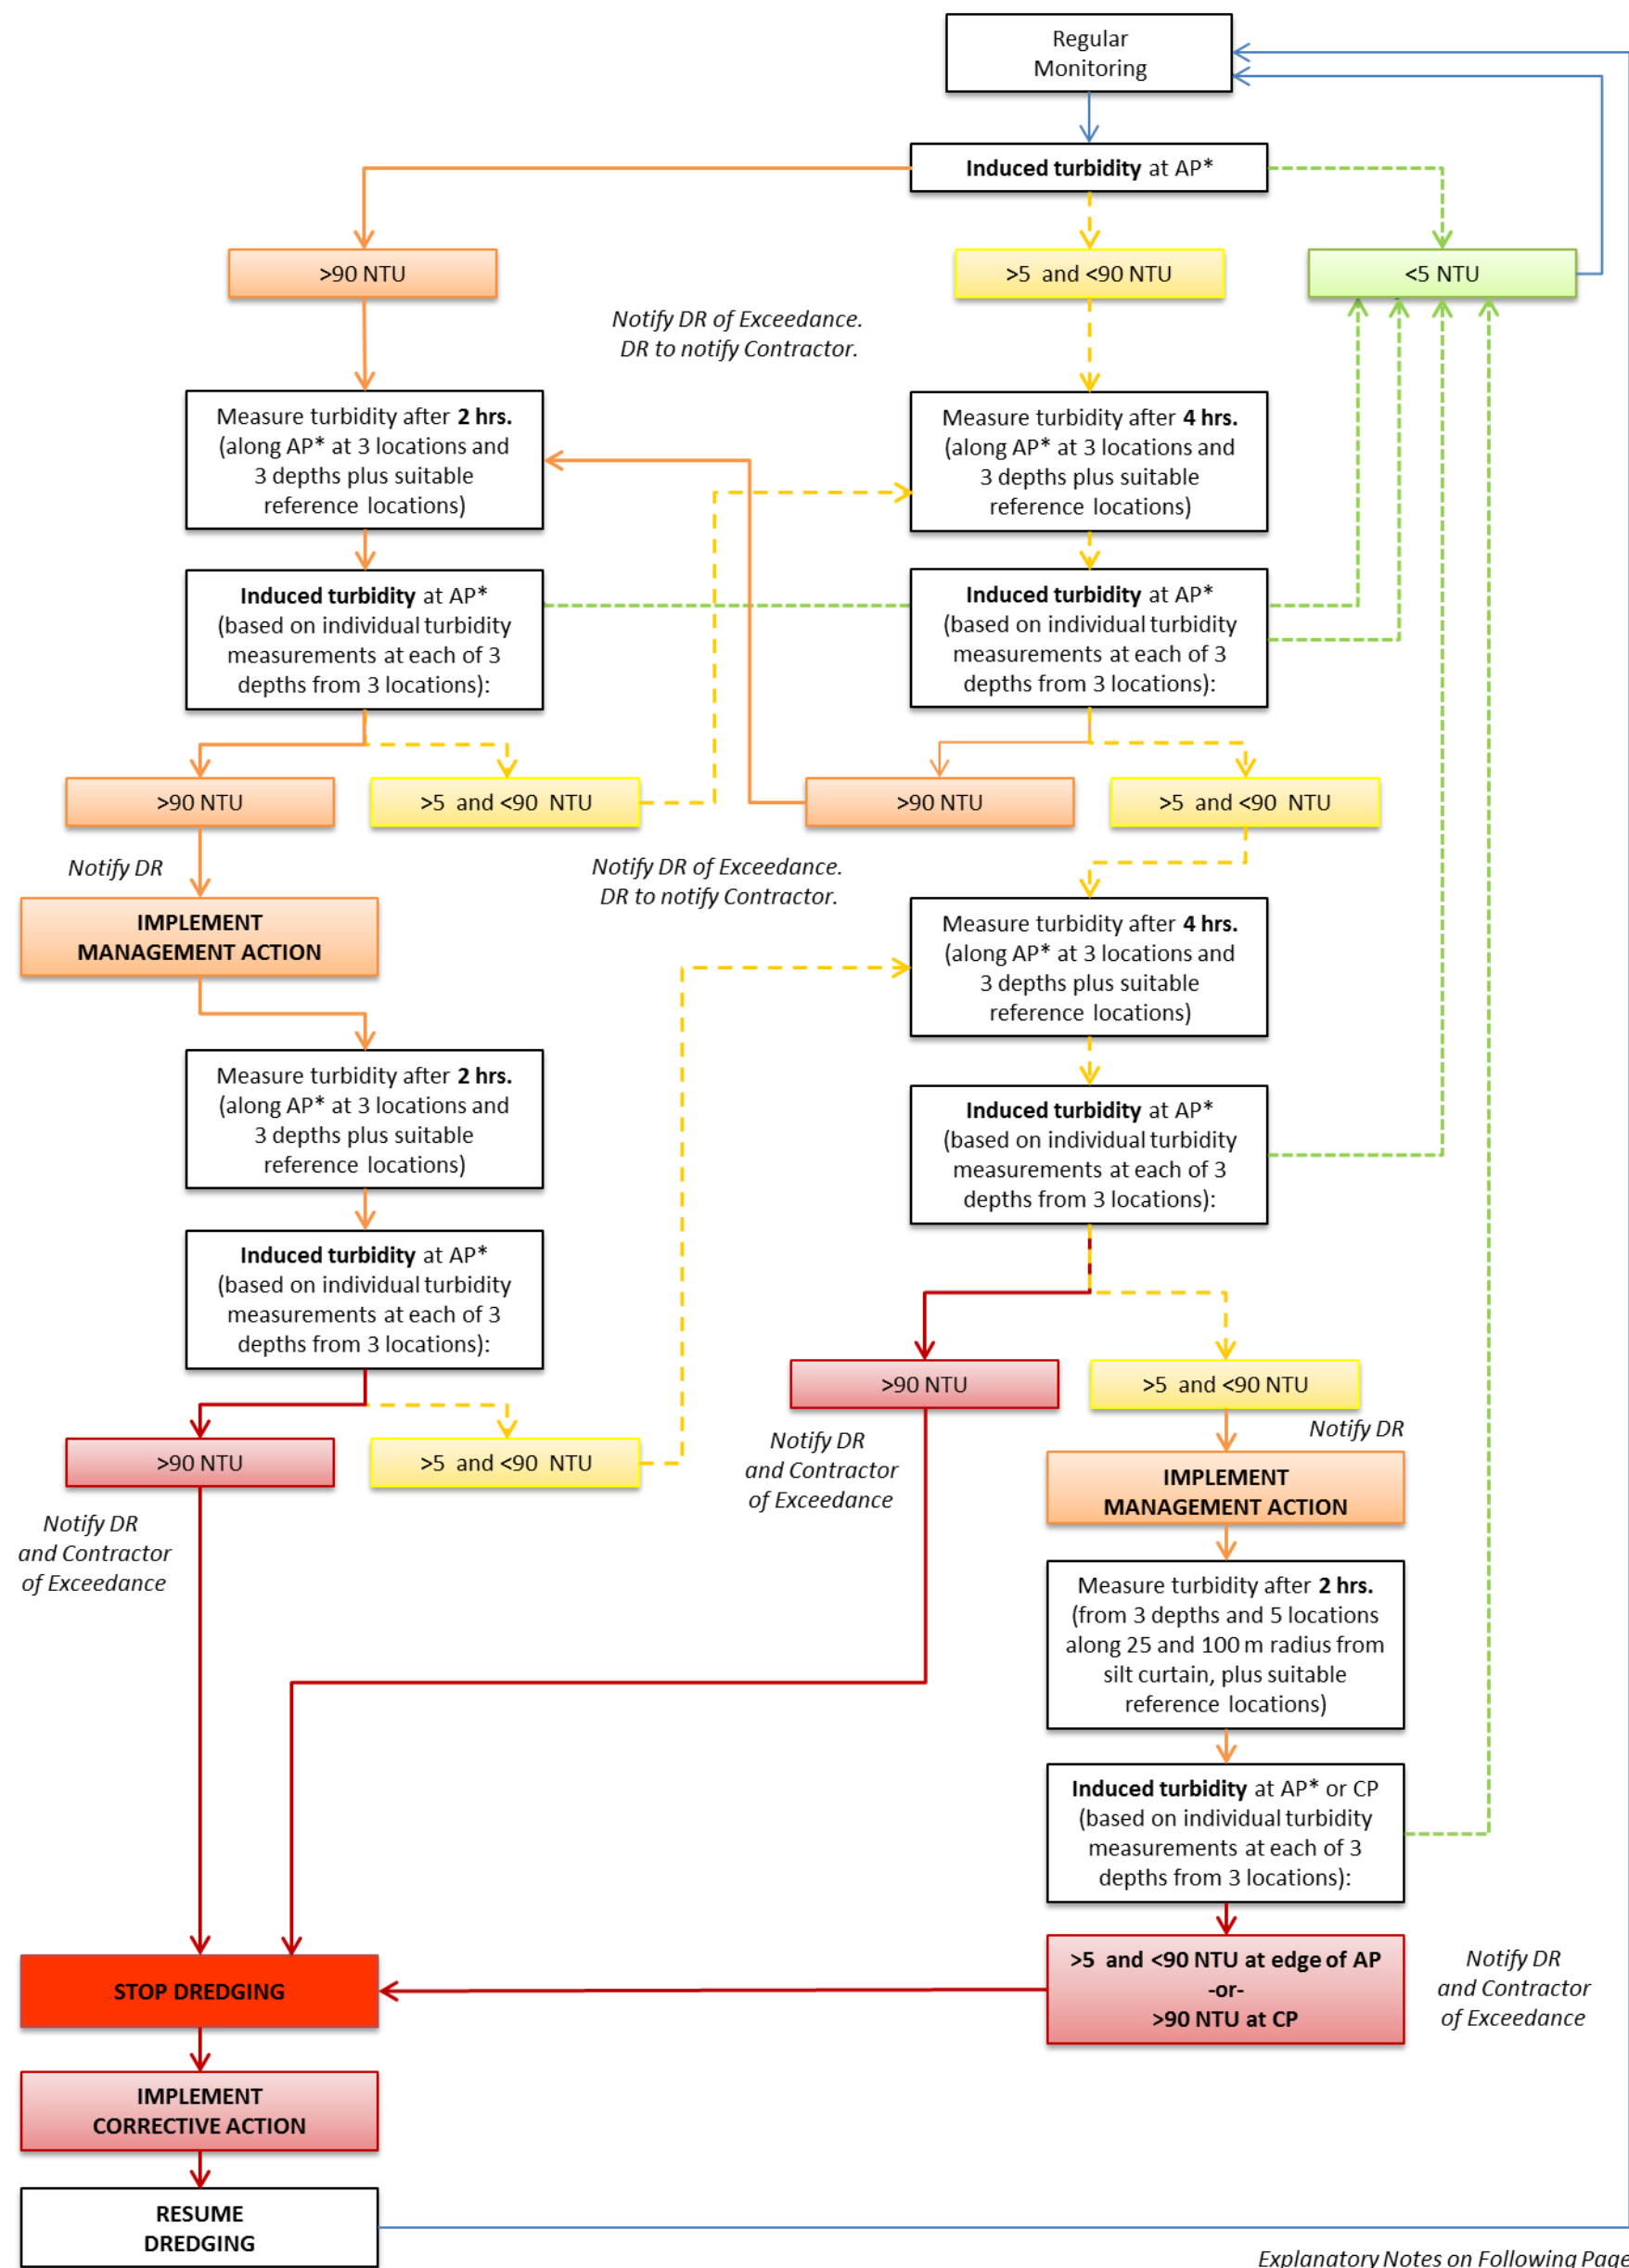 Regular
Monitoring
Induced turbidity at AP*
>90 NTU
>5 and <90 NTU
<5 NTU
Notify DR of Exceedance.
DR to notify Contractor.
Measure turbidity after 2 hrs.
(along AP* at 3 locations and
3 depths plus suitable
reference locations)
Measure turbidity after 4 hrs.
(along AP* at 3 locations and
3 depths plus suitable
reference locations)
Induced turbidity at AP*
(based on individual turbidity
measurements at each of 3
depths from 3 locations):
Induced turbidity at AP*
(based on individual turbidity
measurements at each of 3
depths from 3 locations):
>90 NTU
>5 and <90 NTU
>90 NTU
>5 and <90 NTU
Notify DR
Notify DR of Exceedance.
DR to notify Contractor.
IMPLEMENT
MANAGEMENT ACTION
Measure turbidity after 4 hrs.
(along AP* at 3 locations and
3 depths plus suitable
reference locations)
Measure turbidity after 2 hrs.
(along AP* at 3 locations and
3 depths plus suitable
reference locations)
Induced turbidity at AP*
(based on individual turbidity
measurements at each of 3
depths from 3 locations):
Induced turbidity at AP*
(based on individual turbidity
measurements at each of 3
depths from 3 locations):
>90 NTU
>5 and <90 NTU
>90 NTU
>5 and <90 NTU
Notify DR
and Contractor
of Exceedance
Notify DR
and Contractor
of Exceedance
Notify DR
IMPLEMENT
MANAGEMENT ACTION
Measure turbidity after 2 hrs.
(from 3 depths and 5 locations
along 25 and 100 m radius from
silt curtain, plus suitable
reference locations)
Induced turbidity at AP* or CP
(based on individual turbidity
measurements at each of 3
depths from 3 locations):
>5 and <90 NTU at edge of AP
-or-
>90 NTU at CP
Notify DR
and Contractor
of Exceedance
STOP DREDGING
IMPLEMENT
CORRECTIVE ACTION
RESUME
DREDGING
Explanatory Notes on Following Page